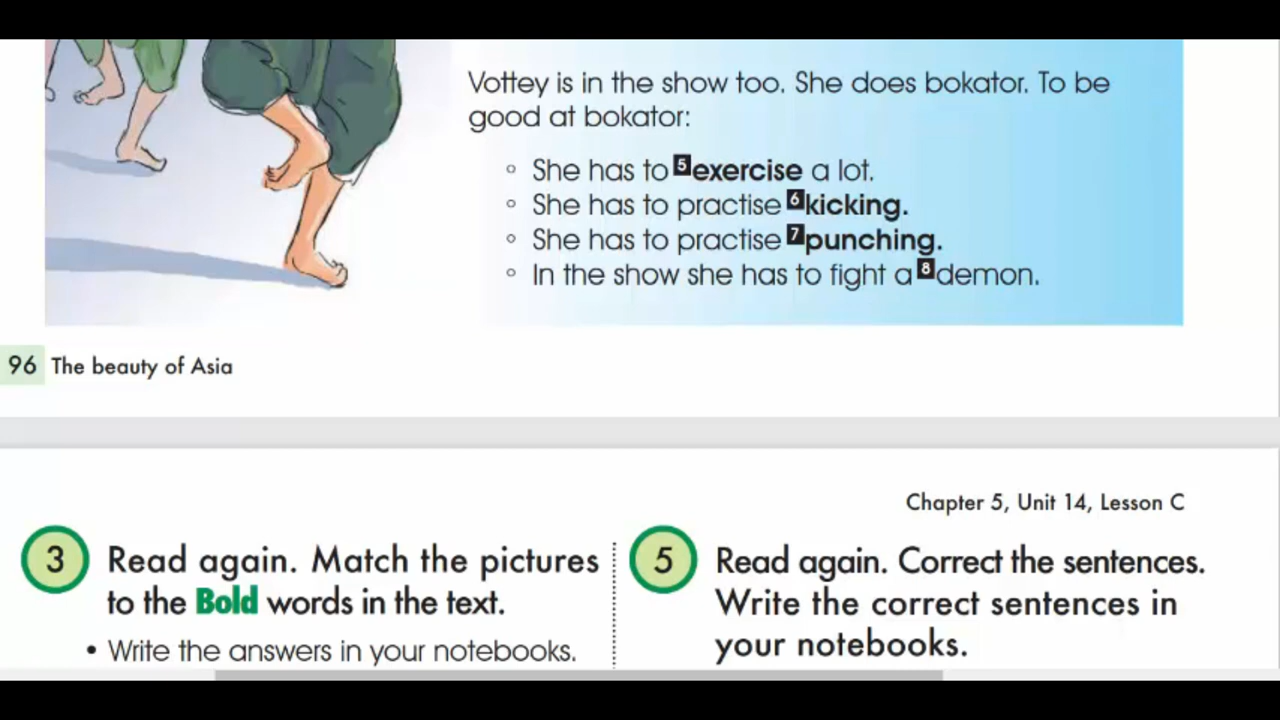 Vottey is in the show too. She does bokator. To be
good at bokator:
◦ She has to 5 exercise a lot.
◦ She has to practise 6 kicking.
◦ She has to practise 7 punching.
◦ In the show she has to fight a 8 demon.
96 The beauty of Asia
Chapter 5, Unit 14, Lesson C
3 Read again. Match the pictures
to the Bold words in the text.
• Write the answers in your notebooks.
5 Read again. Correct the sentences.
Write the correct sentences in
your notebooks.